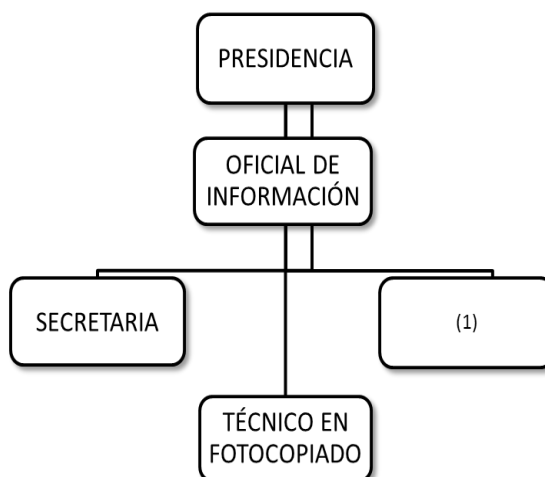 PRESIDENCIA
OFICIAL DE
INFORMACIÓN
SECRETARIA
(1)
TÉCNICO EN
FOTOCOPIADO